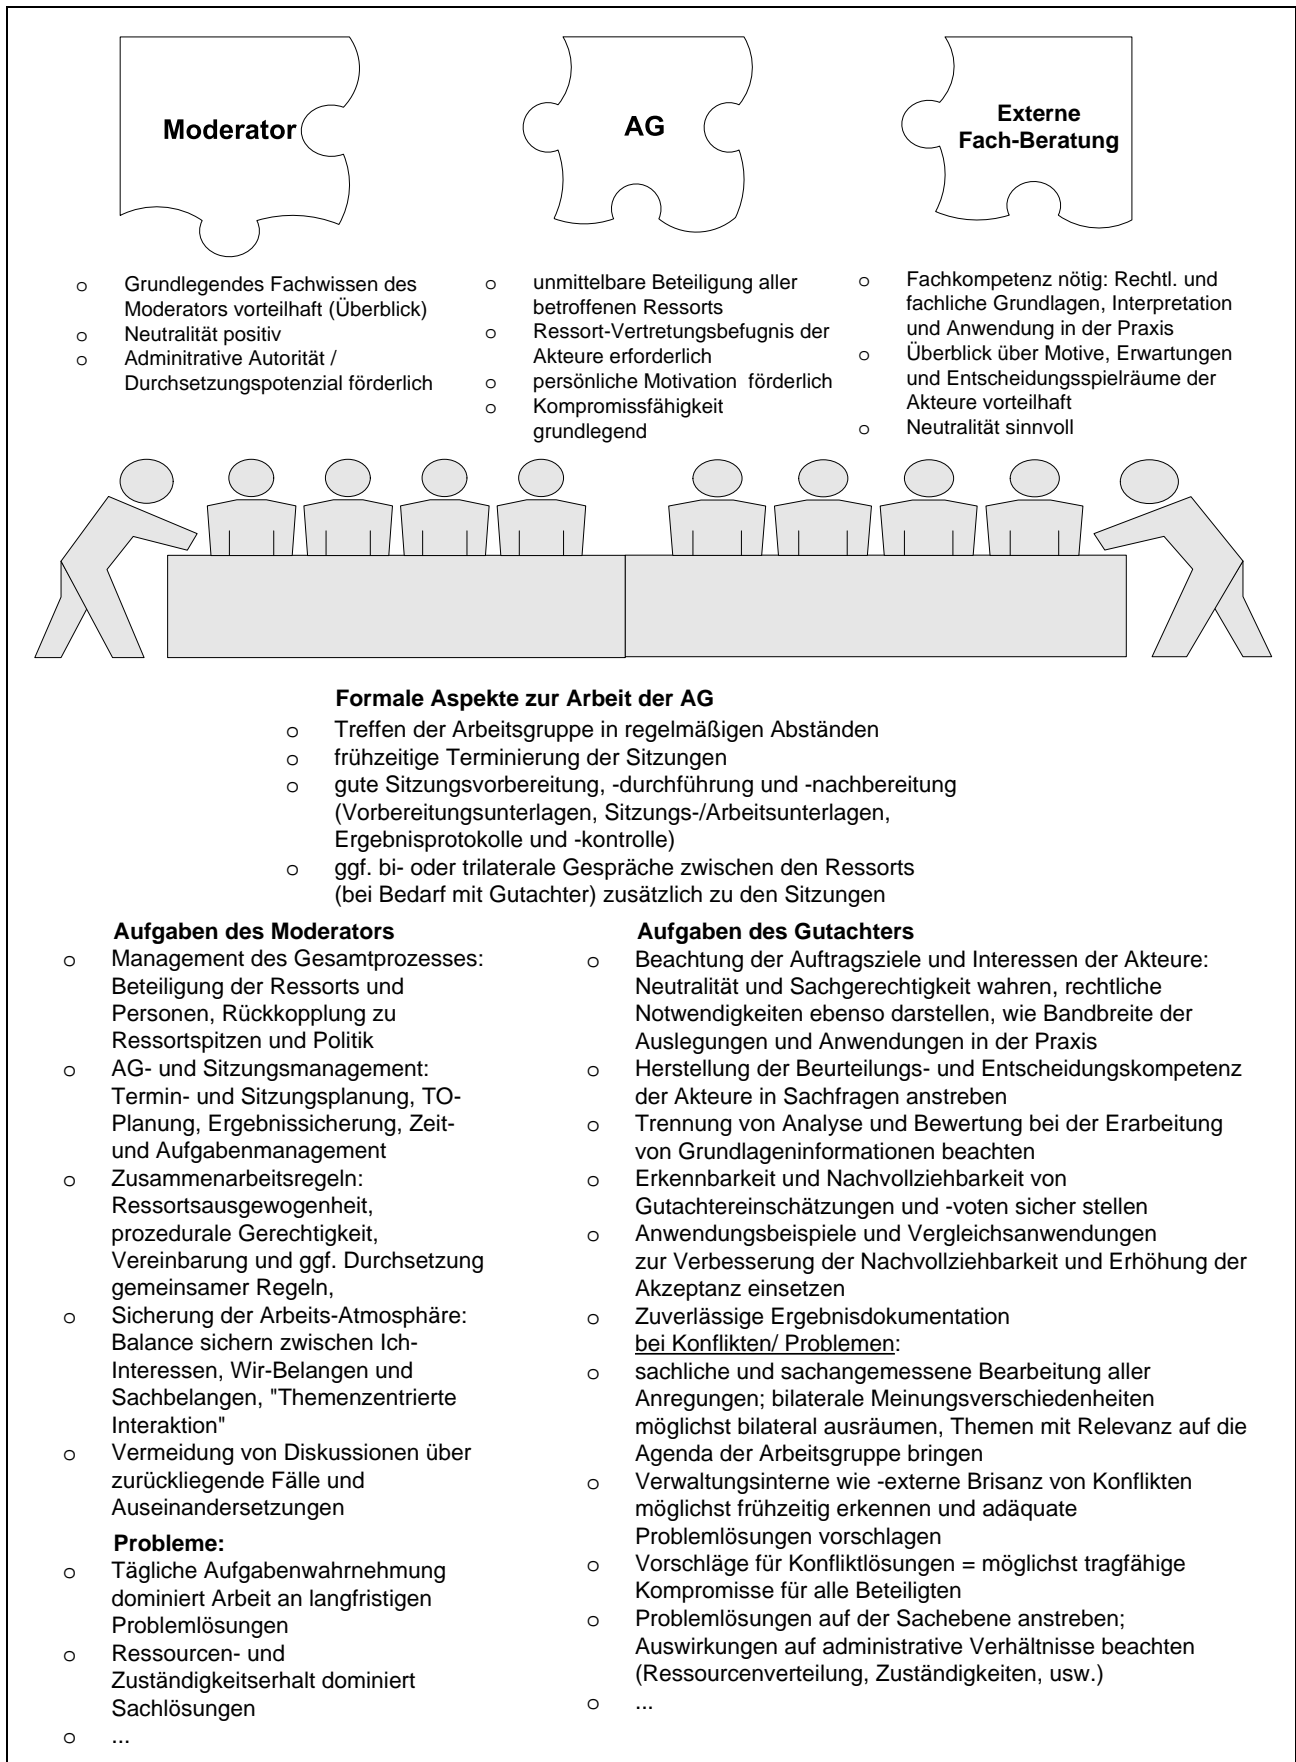 Moderator
AG
Externe
Fach-Beratung
o Grundlegendes Fachwissen des
Moderators vorteilhaft (Überblick)
o Neutralität positiv
o Adminitrative Autorität /
Durchsetzungspotenzial förderlich
o unmittelbare Beteiligung aller
betroffenen Ressorts
o Ressort-Vertretungsbefugnis der
Akteure erforderlich
o persönliche Motivation förderlich
o Kompromissfähigkeit
grundlegend
o Fachkompetenz nötig: Rechtl. und
fachliche Grundlagen, Interpretation
und Anwendung in der Praxis
o Überblick über Motive, Erwartungen
und Entscheidungsspielräume der
Akteure vorteilhaft
o Neutralität sinnvoll
Formale Aspekte zur Arbeit der AG
o Treffen der Arbeitsgruppe in regelmäßigen Abständen
o frühzeitige Terminierung der Sitzungen
o gute Sitzungsvorbereitung, -durchführung und -nachbereitung
(Vorbereitungsunterlagen, Sitzungs-/Arbeitsunterlagen,
Ergebnisprotokolle und -kontrolle)
o ggf. bi- oder trilaterale Gespräche zwischen den Ressorts
(bei Bedarf mit Gutachter) zusätzlich zu den Sitzungen
Aufgaben des Moderators
o Management des Gesamtprozesses:
Beteiligung der Ressorts und
Personen, Rückkopplung zu
Ressortspitzen und Politik
o AG- und Sitzungsmanagement:
Termin- und Sitzungsplanung, TO-
Planung, Ergebnissicherung, Zeit-
und Aufgabenmanagement
o Zusammenarbeitsregeln:
Ressortsausgewogenheit,
prozedurale Gerechtigkeit,
Vereinbarung und ggf. Durchsetzung
gemeinsamer Regeln,
o Sicherung der Arbeits-Atmosphäre:
Balance sichern zwischen Ich-
Interessen, Wir-Belangen und
Sachbelangen, "Themenzentrierte
Interaktion"
o Vermeidung von Diskussionen über
zurückliegende Fälle und
Auseinandersetzungen
Probleme:
o Tägliche Aufgabenwahrnehmung
dominiert Arbeit an langfristigen
Problemlösungen
o Ressourcen- und
Zuständigkeitserhalt dominiert
Sachlösungen
o ...
Aufgaben des Gutachters
o Beachtung der Auftragsziele und Interessen der Akteure:
Neutralität und Sachgerechtigkeit wahren, rechtliche
Notwendigkeiten ebenso darstellen, wie Bandbreite der
Auslegungen und Anwendungen in der Praxis
o Herstellung der Beurteilungs- und Entscheidungskompetenz
der Akteure in Sachfragen anstreben
o Trennung von Analyse und Bewertung bei der Erarbeitung
von Grundlageninformationen beachten
o Erkennbarkeit und Nachvollziehbarkeit von
Gutachtereinschätzungen und -voten sicher stellen
o Anwendungsbeispiele und Vergleichsanwendungen
zur Verbesserung der Nachvollziehbarkeit und Erhöhung der
Akzeptanz einsetzen
o Zuverlässige Ergebnisdokumentation
bei Konflikten/ Problemen:
o sachliche und sachangemessene Bearbeitung aller
Anregungen; bilaterale Meinungsverschiedenheiten
möglichst bilateral ausräumen, Themen mit Relevanz auf die
Agenda der Arbeitsgruppe bringen
o Verwaltungsinterne wie -externe Brisanz von Konflikten
möglichst frühzeitig erkennen und adäquate
Problemlösungen vorschlagen
o Vorschläge für Konfliktlösungen = möglichst tragfähige
Kompromisse für alle Beteiligten
o Problemlösungen auf der Sachebene anstreben;
Auswirkungen auf administrative Verhältnisse beachten
(Ressourcenverteilung, Zuständigkeiten, usw.)
o ...